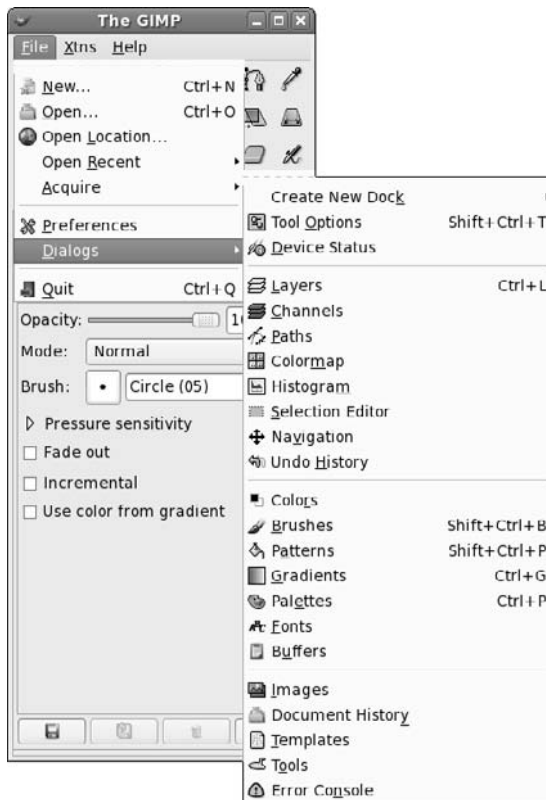 The GIMP
File Xtns Help
New... Ctrl+N
Open... Ctrl+O
Open Location...
Open Recent
Acquire
Preferences
Dialogs
Quit Ctrl+Q
Opacity:
Mode: Normal
Brush: Circle (05)
Pressure sensitivity
Fade out
Incremental
Use color from gradient
Create New Dock
Tool Options Shift+Ctrl+T
Device Status
Layers Ctrl+L
Channels
Paths
Colormap
Histogram
Selection Editor
Navigation
Undo History
Colors
Brushes Shift+Ctrl+B
Patterns Shift+Ctrl+P
Gradients Ctrl+G
Palettes Ctrl+P
Fonts
Buffers
Images
Document History
Templates
Tools
Error Console